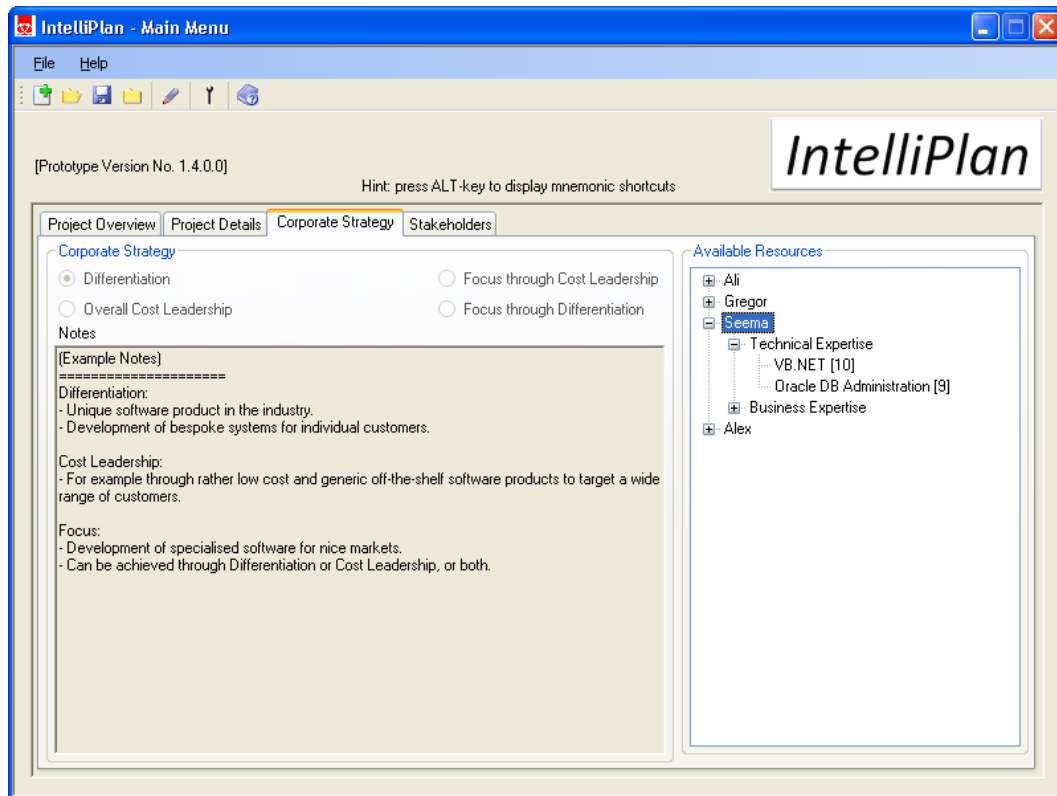 IntelliPlan - Main Menu
File Help
IntelliPlan
[Prototype Version No. 1.4.0.0]
Hint: press ALT-key to display mnemonic shortcuts
Project Overview Project Details Corporate Strategy Stakeholders
Corporate Strategy
Differentiation Focus through Cost Leadership
Overall Cost Leadership Focus through Differentiation
Notes
(Example Notes)
=====================
Differentiation:
- Unique software product in the industry.
- Development of bespoke systems for individual customers.
Cost Leadership:
- For example through rather low cost and generic off-the-shelf software products to target a wide
range of customers.
Focus:
- Development of specialised software for nice markets.
- Can be achieved through Differentiation or Cost Leadership, or both.
Available Resources
Ali
Gregor
Seema
Technical Expertise
VB.NET [10]
Oracle DB Administration [9]
Business Expertise
Alex